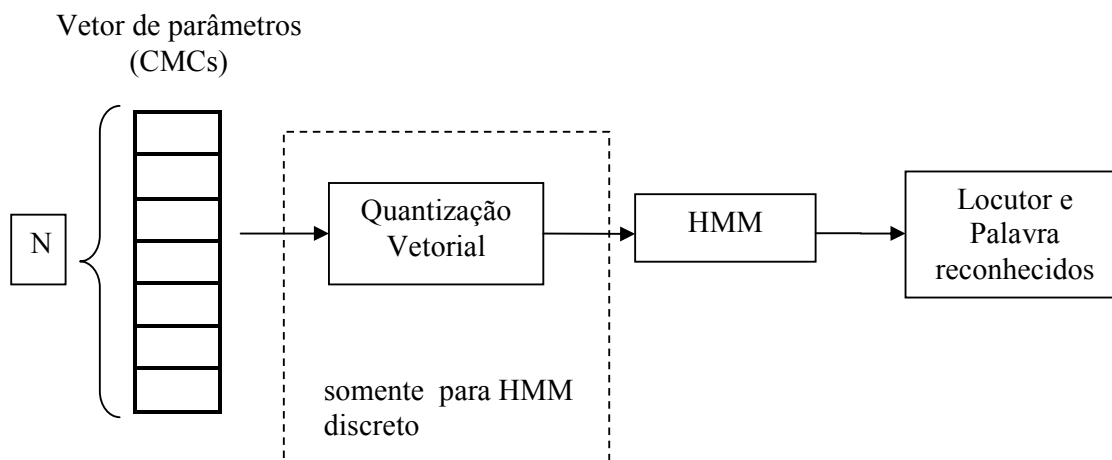 Vetor de parâmetros
(CMCs)
N
Quantização
Vetorial
HMM
Locutor e
Palavra
reconhecidos
somente para HMM
discreto